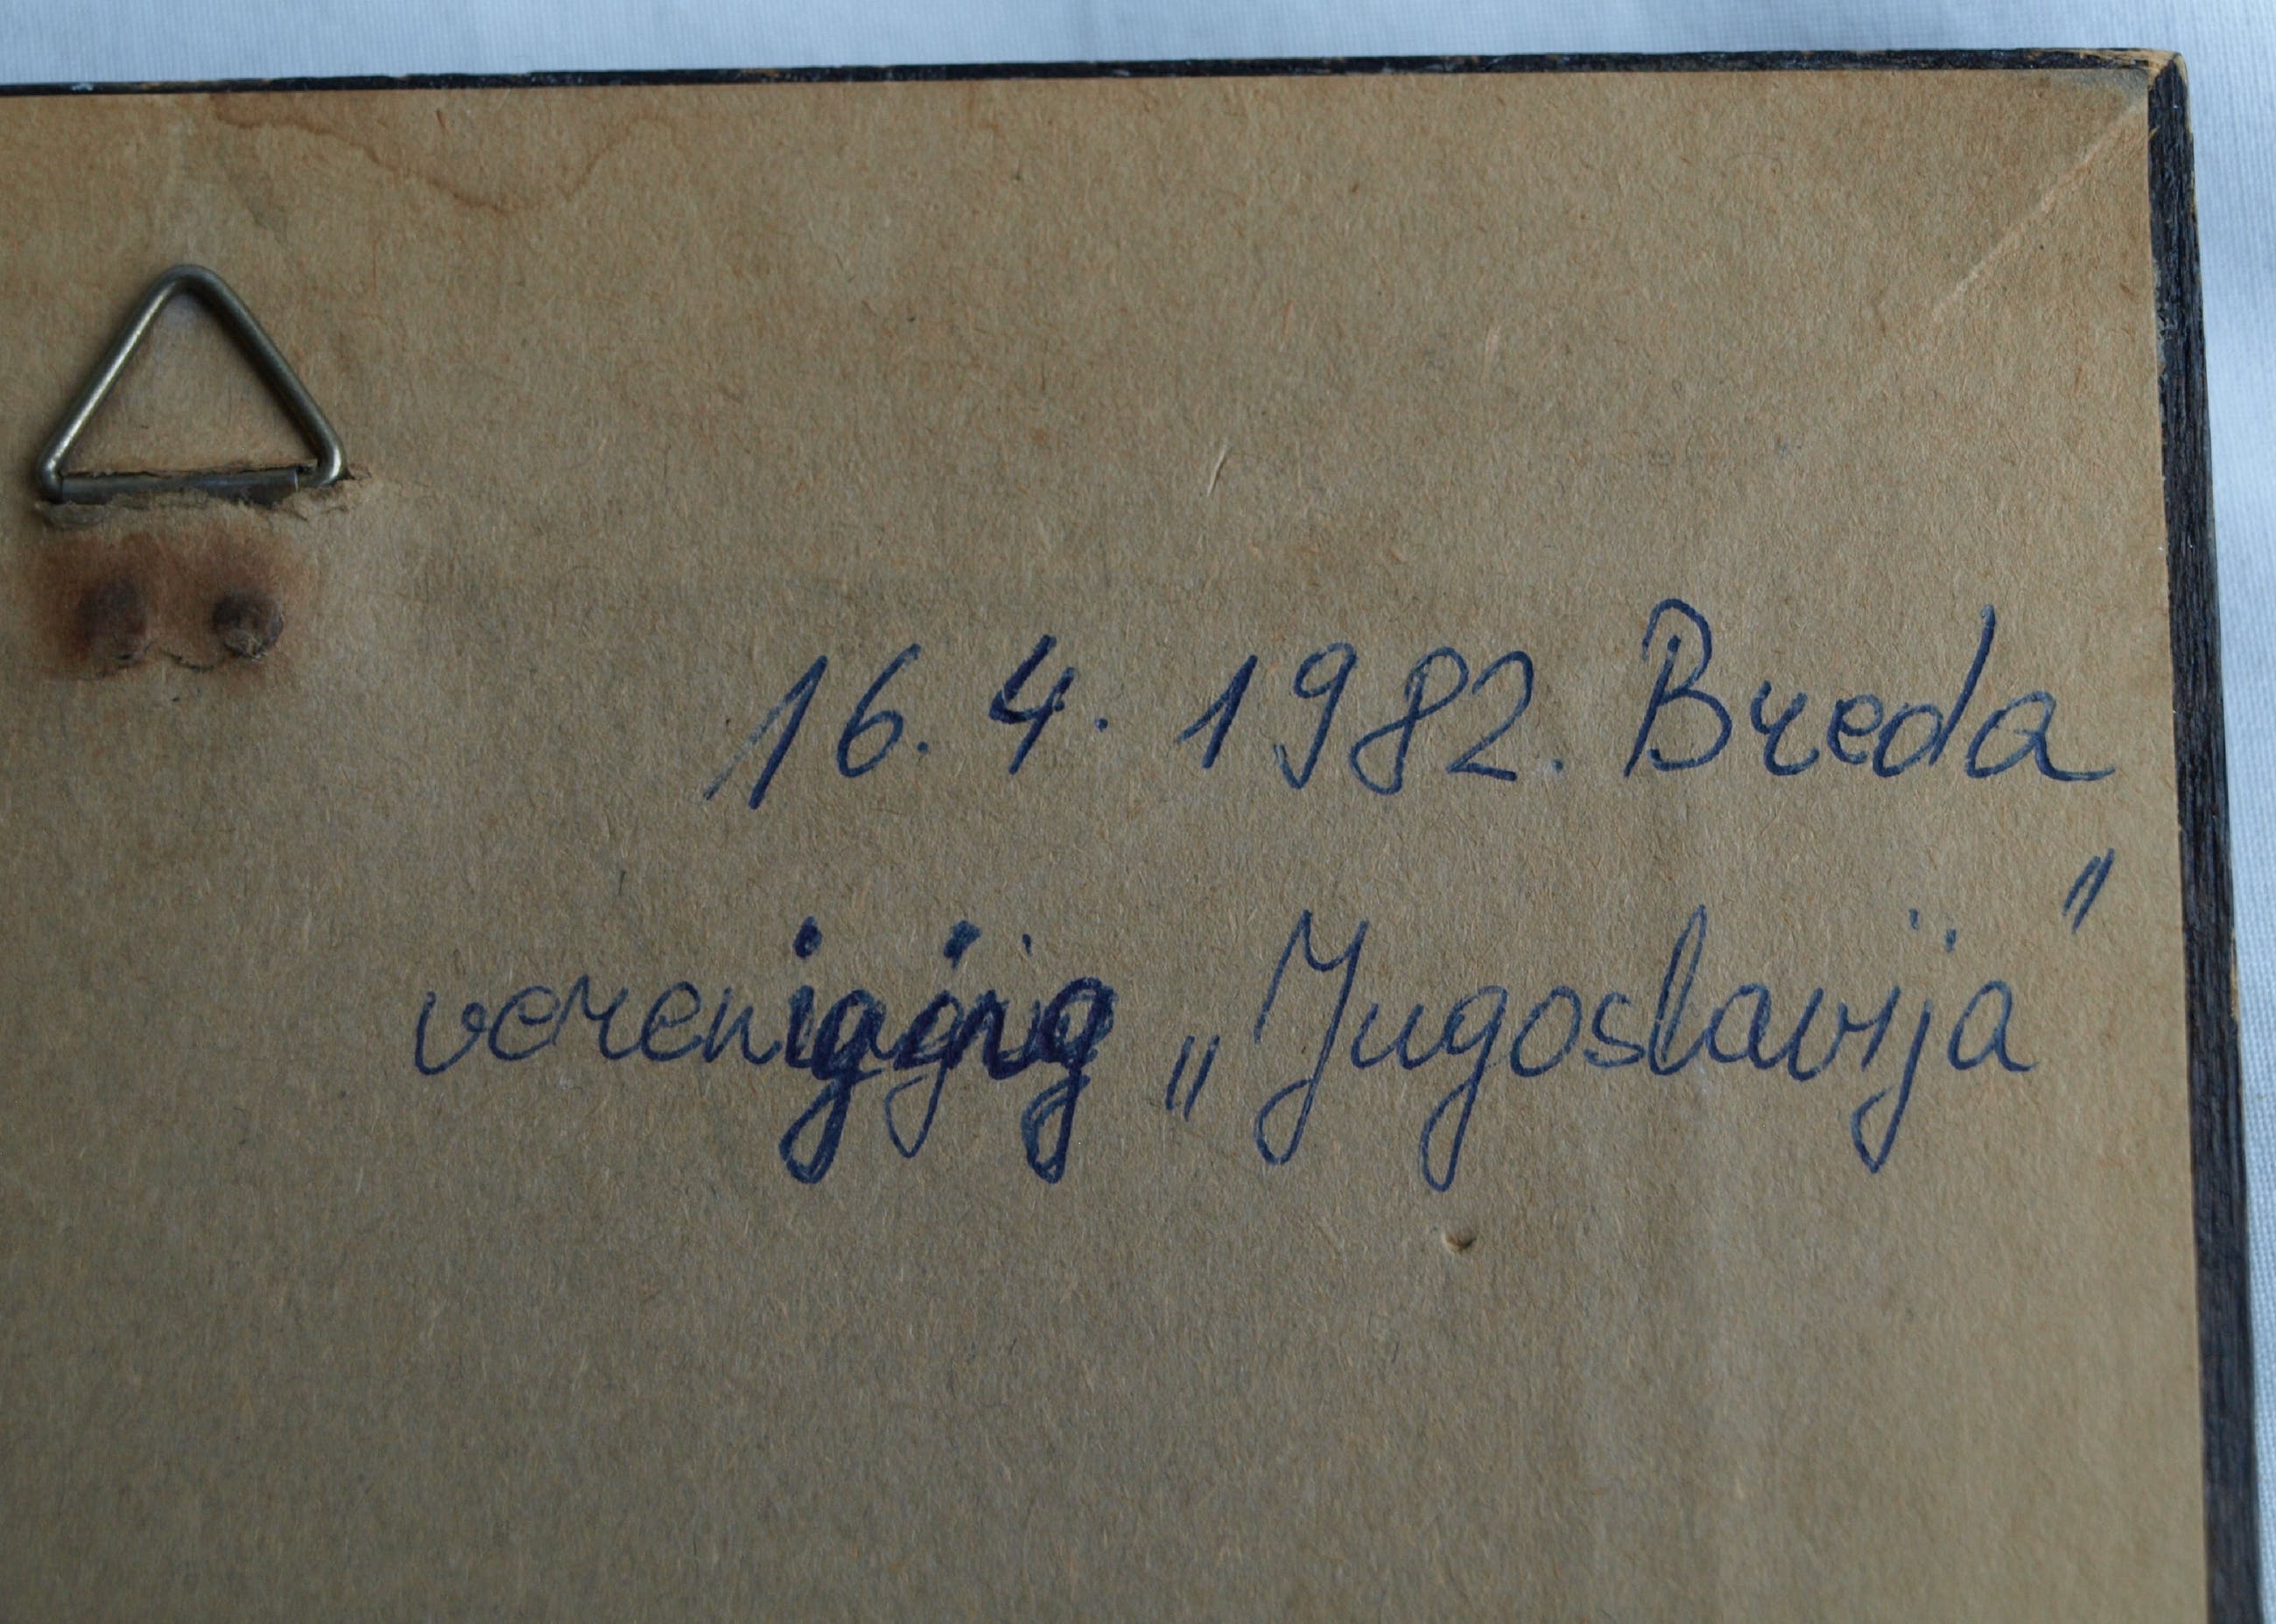 16.4.1982. Breda
vereniging „Jugoslavija"